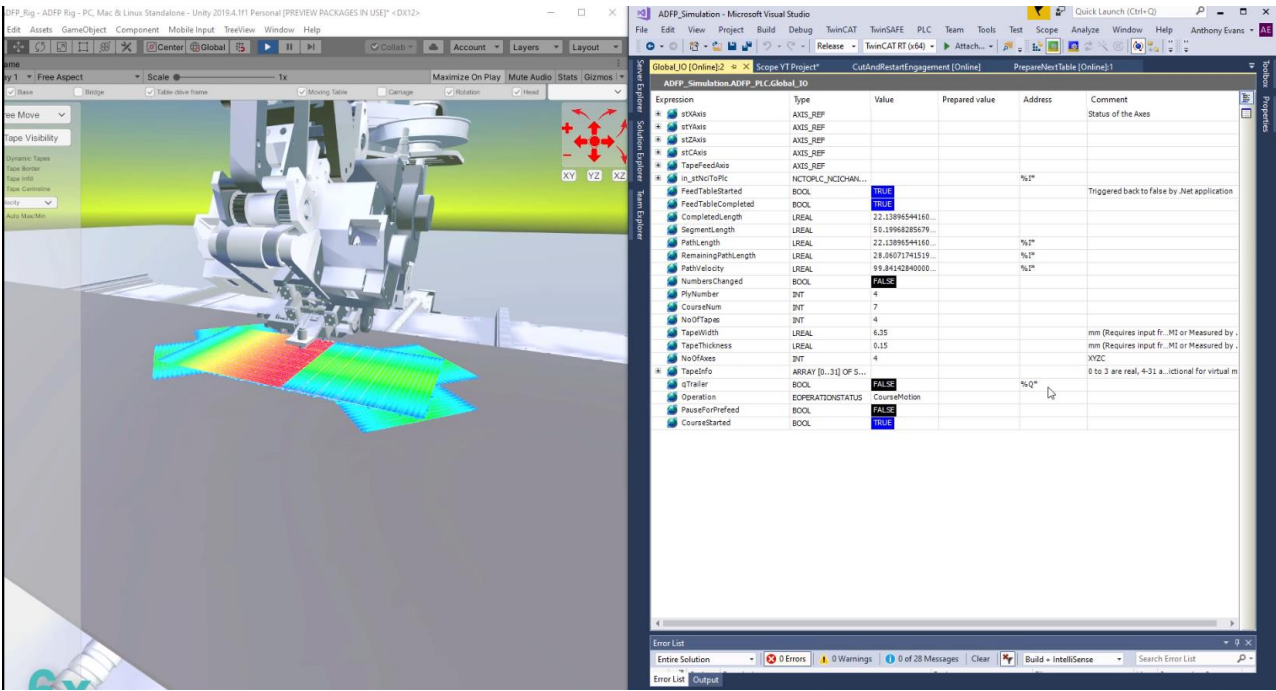 ADFP_Rig - ADFP Rig - PC, Mac & Linux Standalone - Unity 2019.4.1f1 Personal [PREVIEW PACKAGES IN USE]* <DX12>
Edit Assets GameObject Component Mobile Input TreeView Window Help
Center Global Collab Account Layers Layout
ame
ay 1 Free Aspect Scale 1x Maximize On Play Mute Audio Stats Gizmos
Base Bridge Table drive frame Moving Table Carriage Rotation Head
ree Move
Tape Visibility
Dynamic Tapes
Tape Border
Tape Infill
Tape Centreline
locity
Auto Max/Min
XY YZ XZ
6x
ADFP_Simulation - Microsoft Visual Studio
Quick Launch (Ctrl+Q)
File Edit View Project Build Debug TwinCAT TwinSAFE PLC Team Tools Test Scope Analyze Window Help Anthony Evans AE
Release TwinCAT RT (x64) Attach...
Global_IO [Online]:2 Scope YT Project* CutAndRestartEngagement [Online] PrepareNextTable [Online]:1
ADFP_Simulation.ADFP_PLC.Global_IO
Expression Type Value Prepared value Address Comment
stXAxis AXIS_REF Status of the Axes
stYAxis AXIS_REF
stZAxis AXIS_REF
stCAxis AXIS_REF
TapeFeedAxis AXIS_REF
in_stNciToPlc NCTOPLC_NCICHAN... %I*
FeedTableStarted BOOL TRUE Triggered back to false by .Net application
FeedTableCompleted BOOL TRUE
CompletedLength LREAL 22.13896544160...
SegmentLength LREAL 50.19968285679...
PathLength LREAL 22.13896544160... %I*
RemainingPathLength LREAL 28.06071741519... %I*
PathVelocity LREAL 99.84142840000... %I*
NumbersChanged BOOL FALSE
PlyNumber INT 4
CourseNum INT 7
NoOfTapes INT 4
TapeWidth LREAL 6.35 mm (Requires input fr...MI or Measured by .
TapeThickness LREAL 0.15 mm (Requires input fr...MI or Measured by .
NoOfAxes INT 4 XYZC
TapeInfo ARRAY [0..31] OF S... 0 to 3 are real, 4-31 a...ictional for virtual m
qTrailer BOOL FALSE %Q*
Operation EOPERATIONSTATUS CourseMotion
PauseForPrefeed BOOL FALSE
CourseStarted BOOL TRUE
Server Explorer
Solution Explorer
Team Explorer
Toolbox
Properties
Error List
Entire Solution 0 Errors 0 Warnings 0 of 28 Messages Clear Build + IntelliSense Search Error List
Error List Output